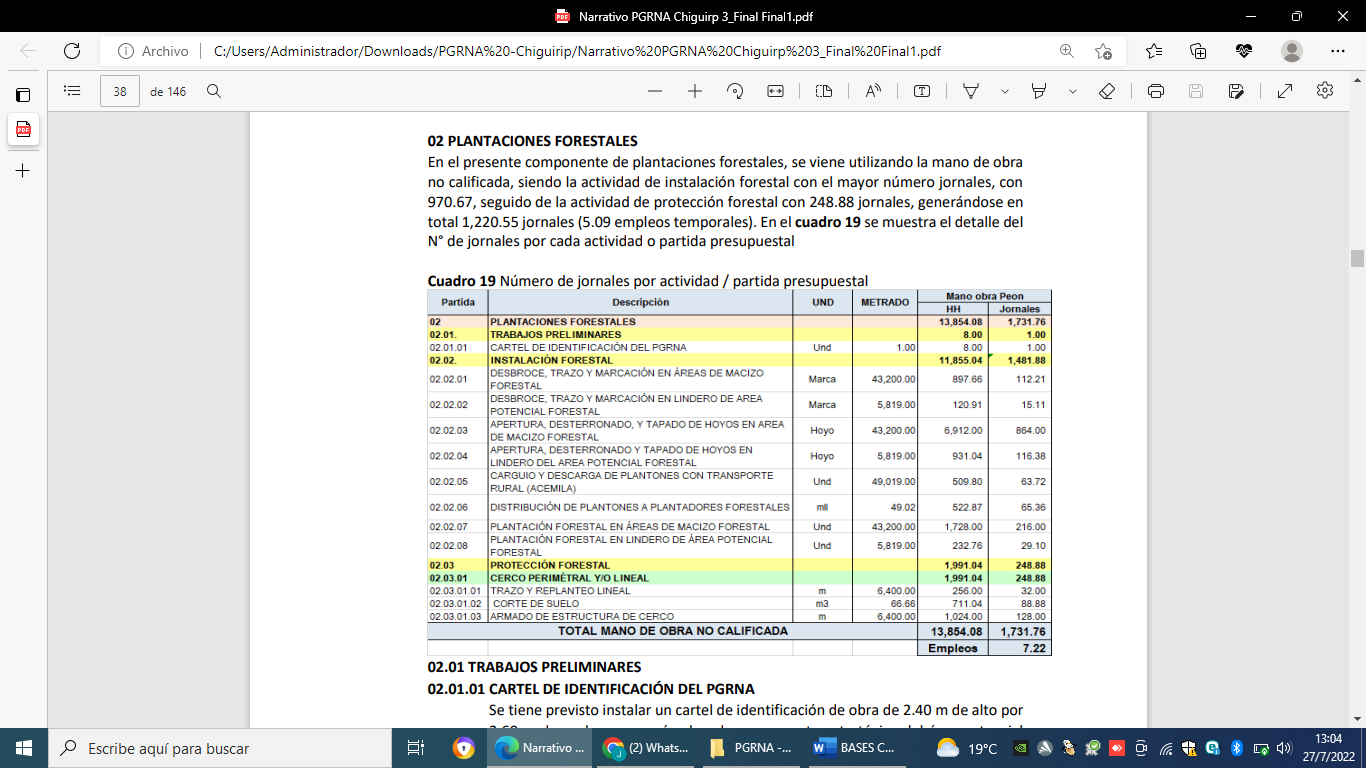 Narrativo PGRNA Chiguirp 3_Final Final1.pdf
Archivo C:/Users/Administrador/Downloads/PGRNA%20-Chiguirip/Narrativo%20PGRNA%20Chiguirp%203_Final%20Final1.pdf
38 de 146
02 PLANTACIONES FORESTALES
En el presente componente de plantaciones forestales, se viene utilizando la mano de obra
no calificada, siendo la actividad de instalación forestal con el mayor número jornales, con
970.67, seguido de la actividad de protección forestal con 248.88 jornales, generándose en
total 1,220.55 jornales (5.09 empleos temporales). En el cuadro 19 se muestra el detalle del
N° de jornales por cada actividad o partida presupuestal
Cuadro 19 Número de jornales por actividad / partida presupuestal
Partida Descripción UND METRADO Mano obra Peon
HH Jornales
02 PLANTACIONES FORESTALES 13,854.08 1,731.76
02.01. TRABAJOS PRELIMINARES 8.00 1.00
02.01.01 CARTEL DE IDENTIFICACIÓN DEL PGRNA Und 1.00 8.00 1.00
02.02. INSTALACIÓN FORESTAL 11,855.04 1,481.88
02.02.01 DESBROCE, TRAZO Y MARCACIÓN EN ÁREAS DE MACIZO
FORESTAL Marca 43,200.00 897.66 112.21
02.02.02 DESBROCE, TRAZO Y MARCACIÓN EN LINDERO DE AREA
POTENCIAL FORESTAL Marca 5,819.00 120.91 15.11
02.02.03 APERTURA, DESTERRONADO, Y TAPADO DE HOYOS EN AREA
DE MACIZO FORESTAL Hoyo 43,200.00 6,912.00 864.00
02.02.04 APERTURA, DESTERRONADO Y TAPADO DE HOYOS EN
LINDERO DEL AREA POTENCIAL FORESTAL Hoyo 5,819.00 931.04 116.38
02.02.05 CARGUIO Y DESCARGA DE PLANTONES CON TRANSPORTE
RURAL (ACEMILA) Und 49,019.00 509.80 63.72
02.02.06 DISTRIBUCIÓN DE PLANTONES A PLANTADORES FORESTALES mll 49.02 522.87 65.36
02.02.07 PLANTACIÓN FORESTAL EN ÁREAS DE MACIZO FORESTAL Und 43,200.00 1,728.00 216.00
02.02.08 PLANTACIÓN FORESTAL EN LINDERO DE ÁREA POTENCIAL
FORESTAL Und 5,819.00 232.76 29.10
02.03 PROTECCIÓN FORESTAL 1,991.04 248.88
02.03.01 CERCO PERIMÉTRAL Y/O LINEAL 1,991.04 248.88
02.03.01.01 TRAZO Y REPLANTEO LINEAL m 6,400.00 256.00 32.00
02.03.01.02 CORTE DE SUELO m3 66.66 711.04 88.88
02.03.01.03 ARMADO DE ESTRUCTURA DE CERCO m 6,400.00 1,024.00 128.00
TOTAL MANO DE OBRA NO CALIFICADA 13,854.08 1,731.76
Empleos 7.22
02.01 TRABAJOS PRELIMINARES
02.01.01 CARTEL DE IDENTIFICACIÓN DEL PGRNA
Se tiene previsto instalar un cartel de identificación de obra de 2.40 m de alto por
Escribe aquí para buscar
Narrativo ...
(2) Whats...
PGRNA -...
BASES C...
19°C
13:04
27/7/2022